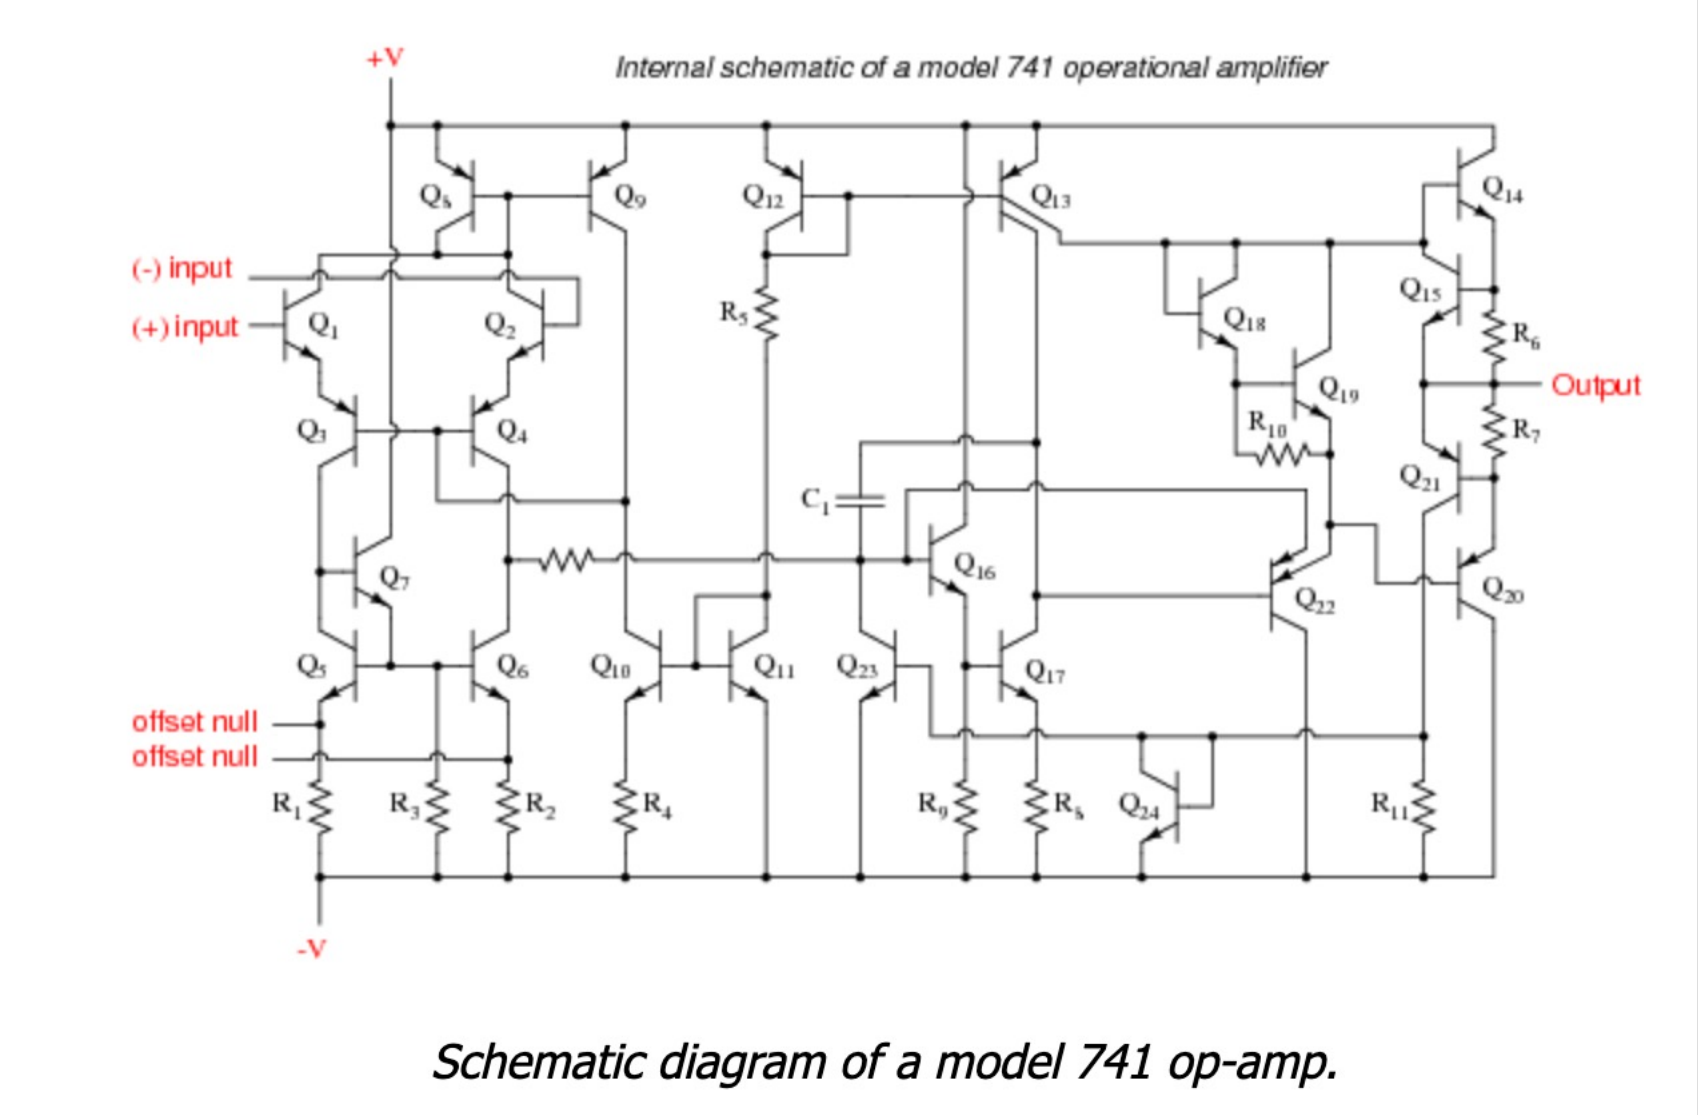 +V
Internal schematic of a model 741 operational amplifier
Q8 Q9 Q12 Q13 Q14
(-) input
(+) input
Q1 Q2 R5 Q18 Q15 R6
Q19 Output
Q3 Q4 R10 R7
C1 Q21
Q7 Q16 Q22 Q20
Q5 Q6 Q10 Q11 Q23 Q17
offset null
offset null
R1 R3 R2 R4 R9 R8 Q24 R11
-V
Schematic diagram of a model 741 op-amp.